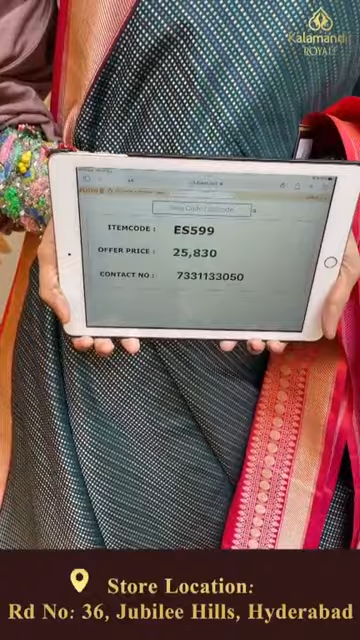 Kalamandir
ROYALE
ITEMCODE : ES599
OFFER PRICE : 25,830
CONTACT NO : 7331133050
Store Location:
Rd No: 36, Jubilee Hills, Hyderabad